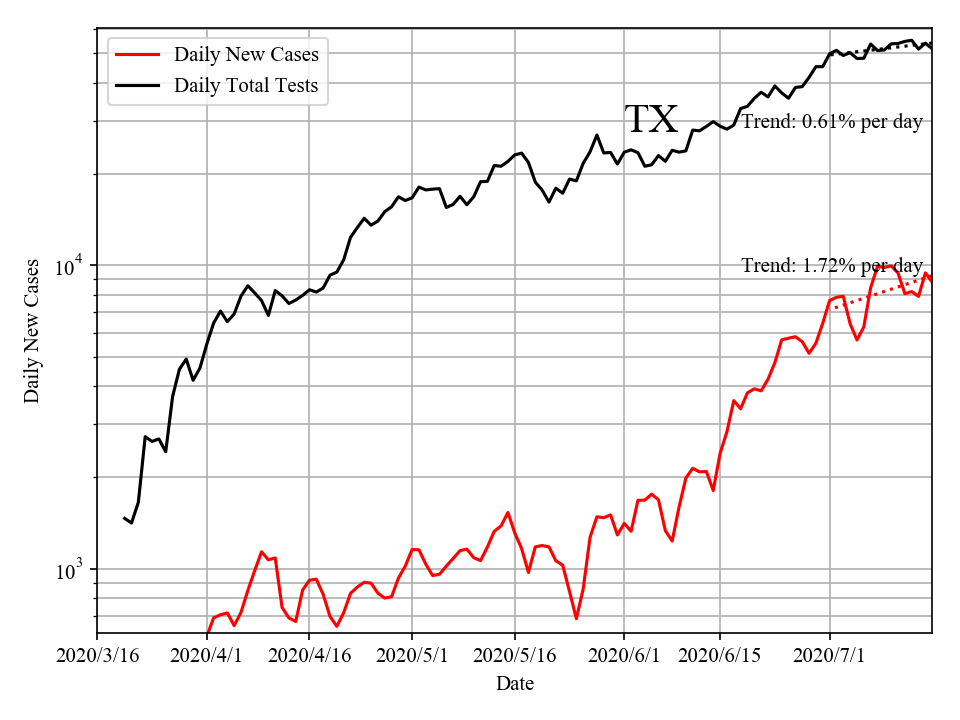 Daily New Cases
Daily Total Tests
TX
Trend: 0.61% per day
Trend: 1.72% per day
10^4
10^3
Daily New Cases
2020/3/16 2020/4/1 2020/4/16 2020/5/1 2020/5/16 2020/6/1 2020/6/15 2020/7/1
Date